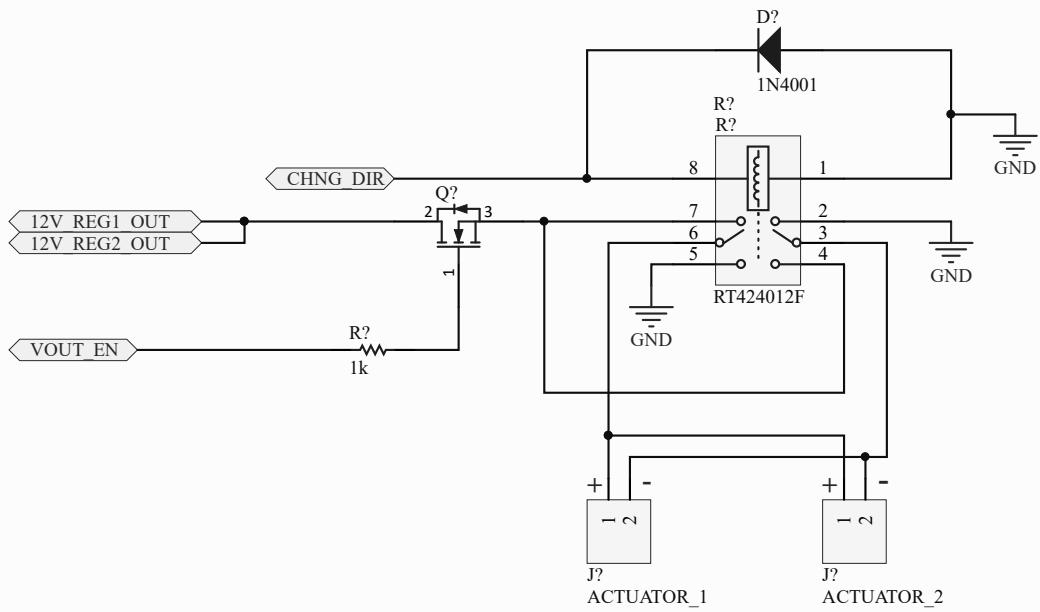 D?
1N4001
R?
R?
GND
CHNG_DIR
8
1
Q?
12V_REG1_OUT
2
3
7
2
12V_REG2_OUT
6
3
5
4
1
GND
RT424012F
GND
VOUT_EN
R?
1k
+
-
+
-
1
2
1
2
J?
J?
ACTUATOR_1
ACTUATOR_2